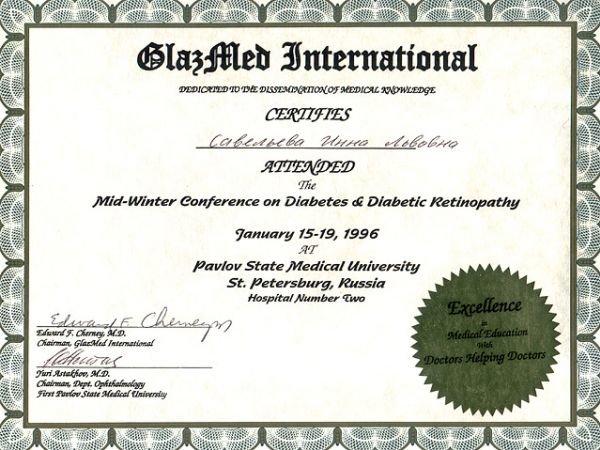 GlazMed International
DEDICATED TO THE DISSEMINATION OF MEDICAL KNOWLEDGE
CERTIFIES
Савельева Инна Львовна
ATTENDED
The
Mid-Winter Conference on Diabetes & Diabetic Retinopathy
January 15-19, 1996
AT
Pavlov State Medical University
St. Petersburg, Russia
Hospital Number Two
Edward F. Cherney
Edward F. Cherney, M.D.
Chairman, GlazMed International
Yuri Astakhov, M.D.
Chairman, Dept. Ophthalmology
First Pavlov State Medical University
Excellence
in
Medical Education
With
Doctors Helping Doctors